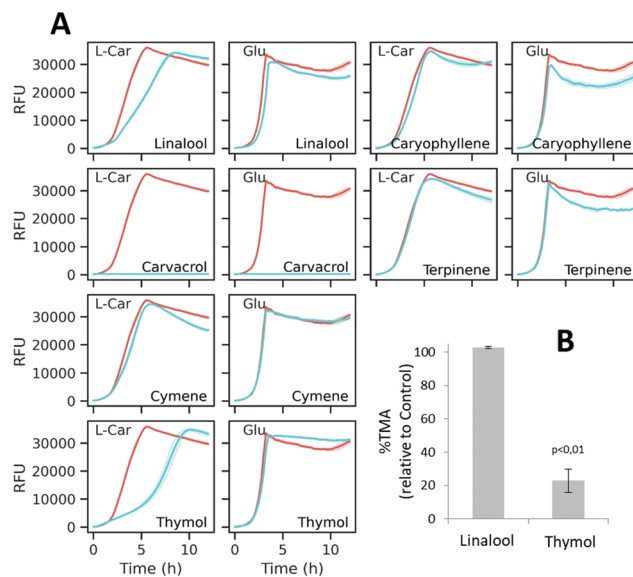 A
L-Car
Glu
L-Car
Glu
30000
20000
10000
0
RFU
Linalool
Linalool
Caryophyllene
Caryophyllene
L-Car
Glu
L-Car
Glu
30000
20000
10000
0
RFU
Carvacrol
Carvacrol
Terpinene
Terpinene
L-Car
Glu
30000
20000
10000
0
RFU
Cymene
Cymene
L-Car
Glu
30000
20000
10000
0
RFU
Thymol
Thymol
0 5 10
0 5 10
Time (h)
Time (h)
B
100
80
60
40
20
0
%TMA
(relative to Control)
p<0,01
Linalool
Thymol